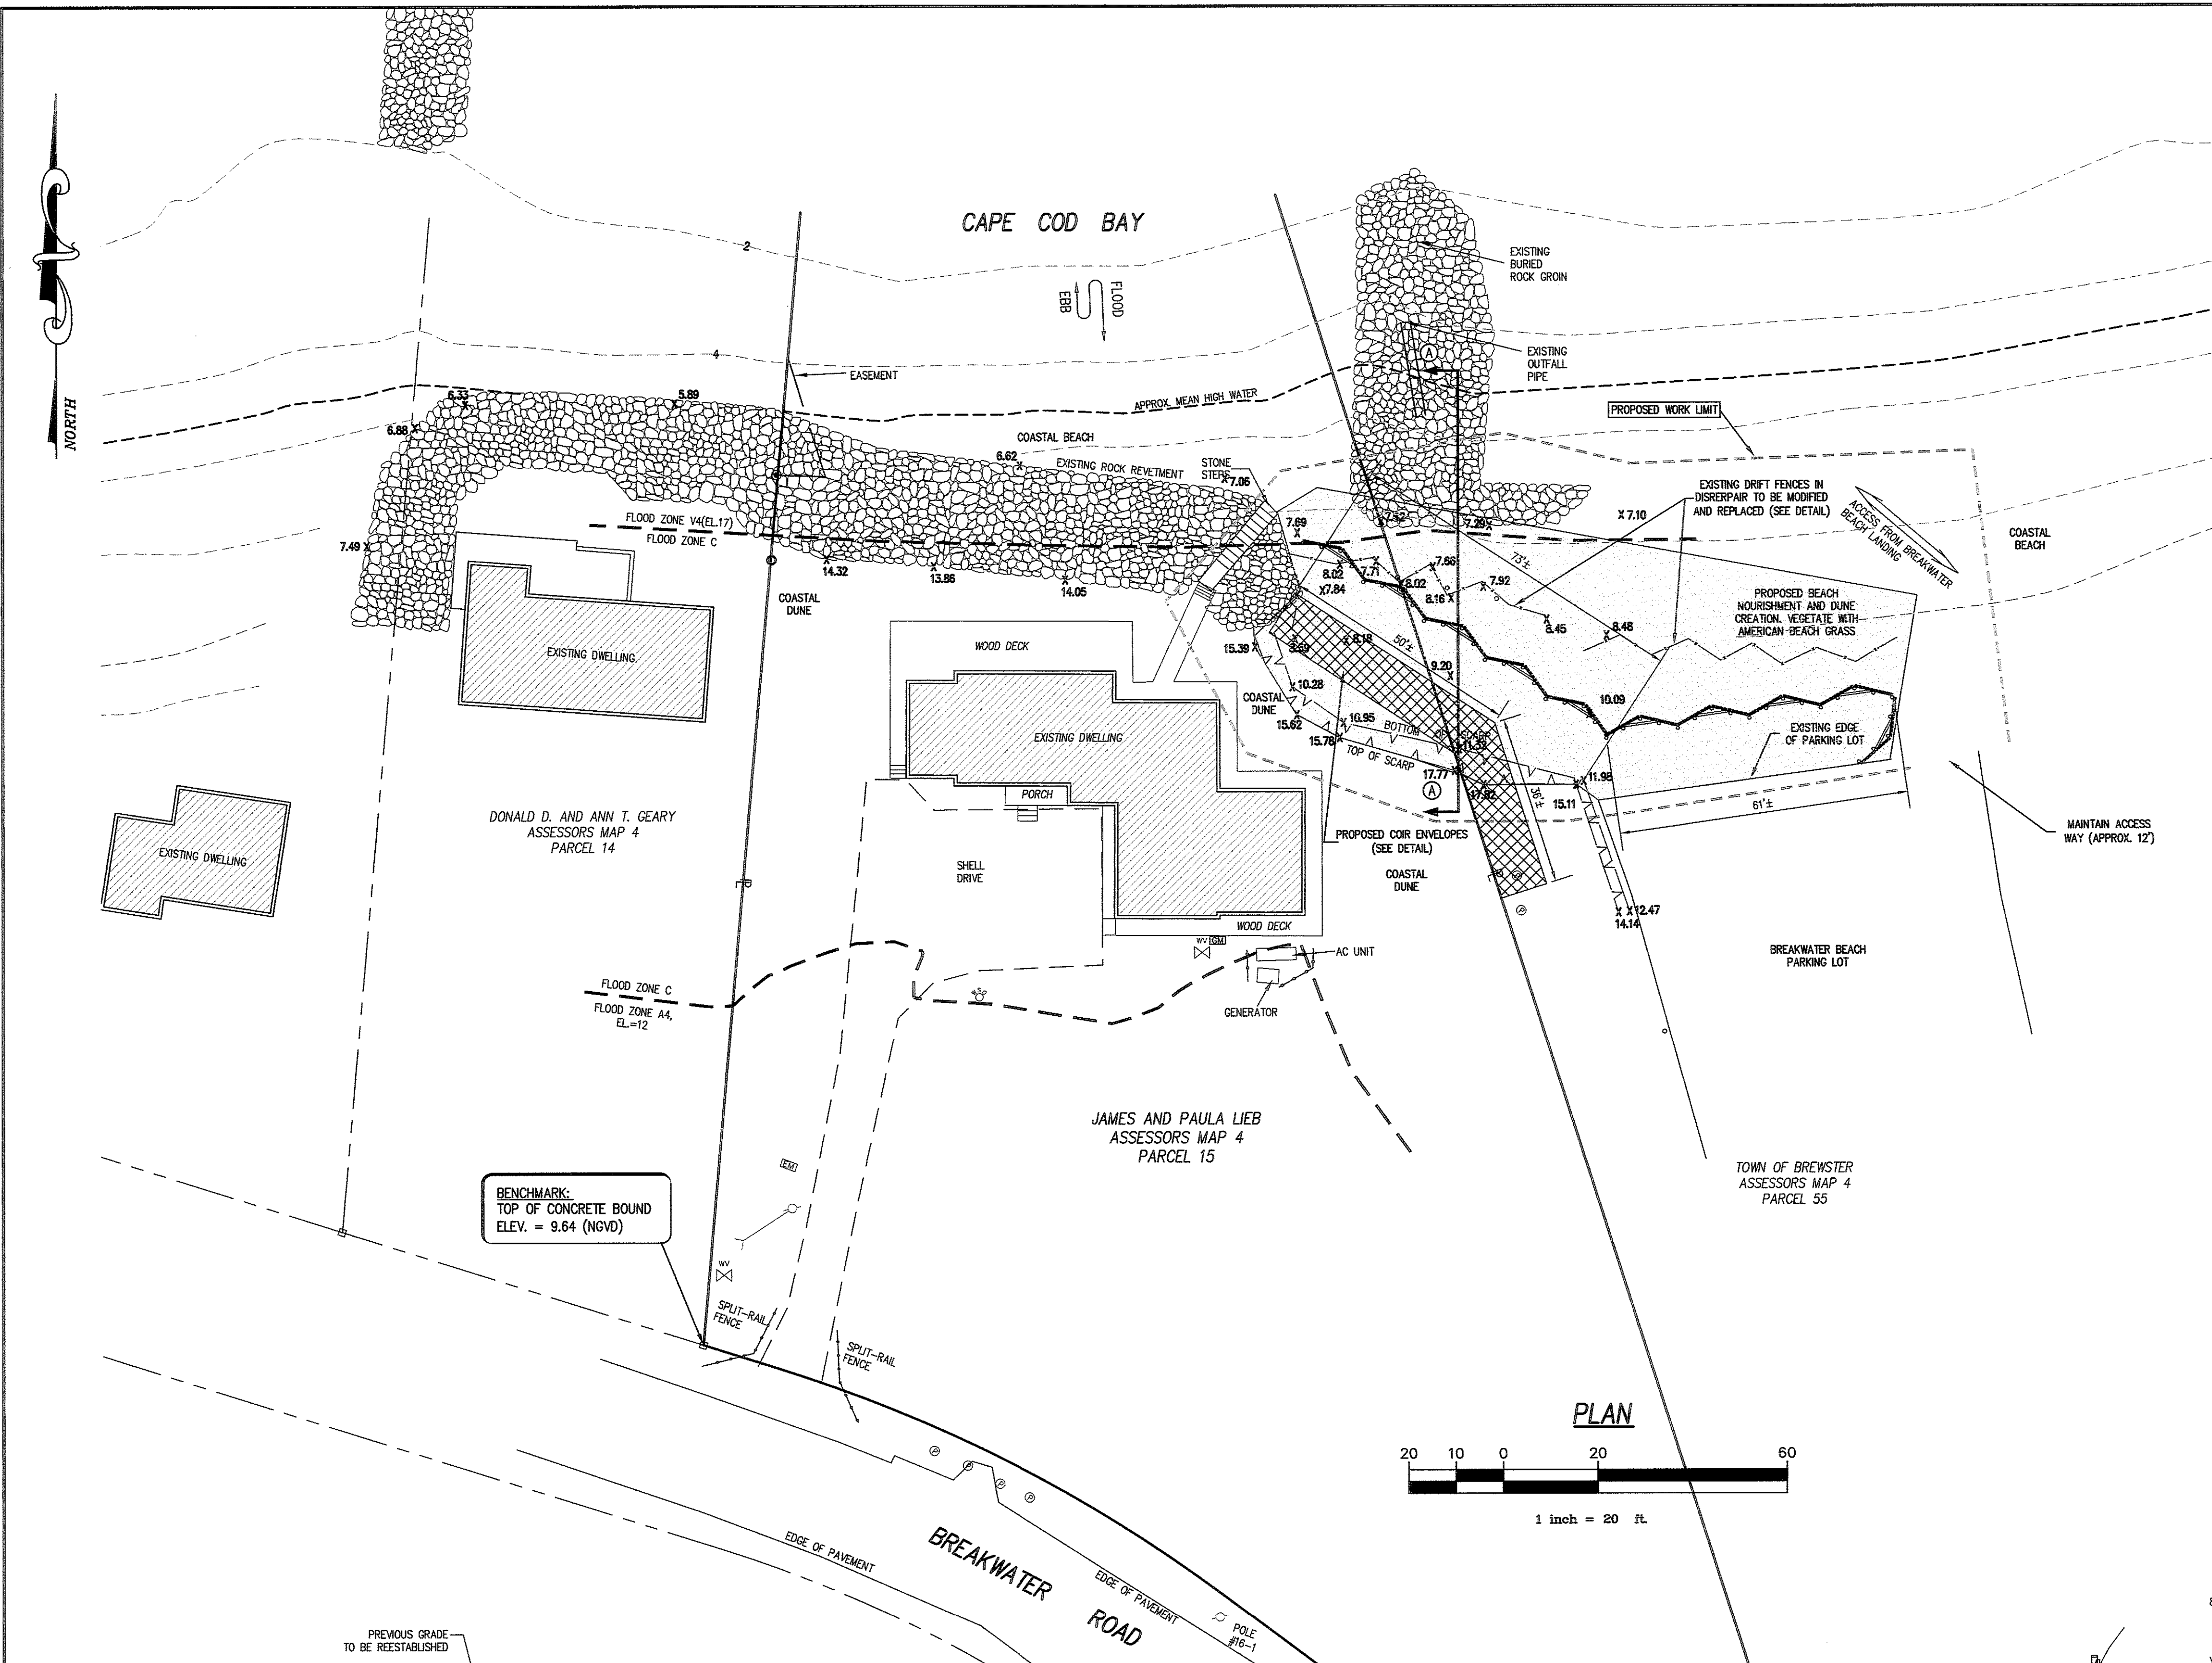 CAPE COD BAY
2
4
FLOOD
EBB
NORTH
EXISTING
BURIED
ROCK GROIN
EXISTING
OUTFALL
PIPE
A
EASEMENT
APPROX. MEAN HIGH WATER
PROPOSED WORK LIMIT
6.33
5.89
6.88
COASTAL BEACH
6.62
EXISTING ROCK REVETMENT
STONE
STEPS
7.06
EXISTING DRIFT FENCES IN
DISRERPAIR TO BE MODIFIED
AND REPLACED (SEE DETAIL)
ACCESS FROM BREAKWATER
BEACH LANDING
COASTAL
BEACH
FLOOD ZONE V4(EL.17)
FLOOD ZONE C
7.69
7.29
7.10
7.49
14.32
13.86
14.05
8.02
7.71
7.84
8.02
7.66
8.16
7.92
73'±
8.45
8.48
COASTAL
DUNE
PROPOSED BEACH
NOURISHMENT AND DUNE
CREATION. VEGETATE WITH
AMERICAN BEACH GRASS
EXISTING DWELLING
WOOD DECK
15.39
8.59
8.18
50'±
9.20
10.28
COASTAL
DUNE
15.62
10.95
15.78
BOTTOM OF SCARP
TOP OF SCARP
10.09
EXISTING EDGE
OF PARKING LOT
EXISTING DWELLING
11.32
17.77
17.82
A
36'±
11.98
15.11
61'±
PORCH
DONALD D. AND ANN T. GEARY
ASSESSORS MAP 4
PARCEL 14
EXISTING DWELLING
SHELL
DRIVE
PROPOSED COIR ENVELOPES
(SEE DETAIL)
COASTAL
DUNE
MAINTAIN ACCESS
WAY (APPROX. 12')
12.47
14.14
WOOD DECK
WV
GM
AC UNIT
GENERATOR
BREAKWATER BEACH
PARKING LOT
FLOOD ZONE C
FLOOD ZONE A4,
EL.=12
JAMES AND PAULA LIEB
ASSESSORS MAP 4
PARCEL 15
TOWN OF BREWSTER
ASSESSORS MAP 4
PARCEL 55
EM
BENCHMARK:
TOP OF CONCRETE BOUND
ELEV. = 9.64 (NGVD)
WV
SPLIT-RAIL
FENCE
SPLIT-RAIL
FENCE
PLAN
20 10 0 20 60
1 inch = 20 ft.
EDGE OF PAVEMENT
BREAKWATER
ROAD
EDGE OF PAVEMENT
POLE
#16-1
PREVIOUS GRADE
TO BE REESTABLISHED